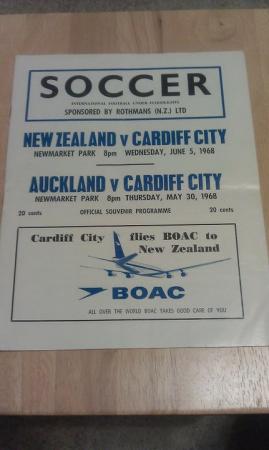 SOCCER
INTERNATIONAL FOOTBALL UNDER FLOODLIGHTS
SPONSORED BY ROTHMANS (N.Z.) LTD
NEW ZEALAND v CARDIFF CITY
NEWMARKET PARK 8pm WEDNESDAY, JUNE 5, 1968
AUCKLAND v CARDIFF CITY
NEWMARKET PARK 8pm THURSDAY, MAY 30, 1968
20 cents OFFICIAL SOUVENIR PROGRAMME 20 cents
Cardiff City flies BOAC to
New Zealand
BOAC
ALL OVER THE WORLD BOAC TAKES GOOD CARE OF YOU